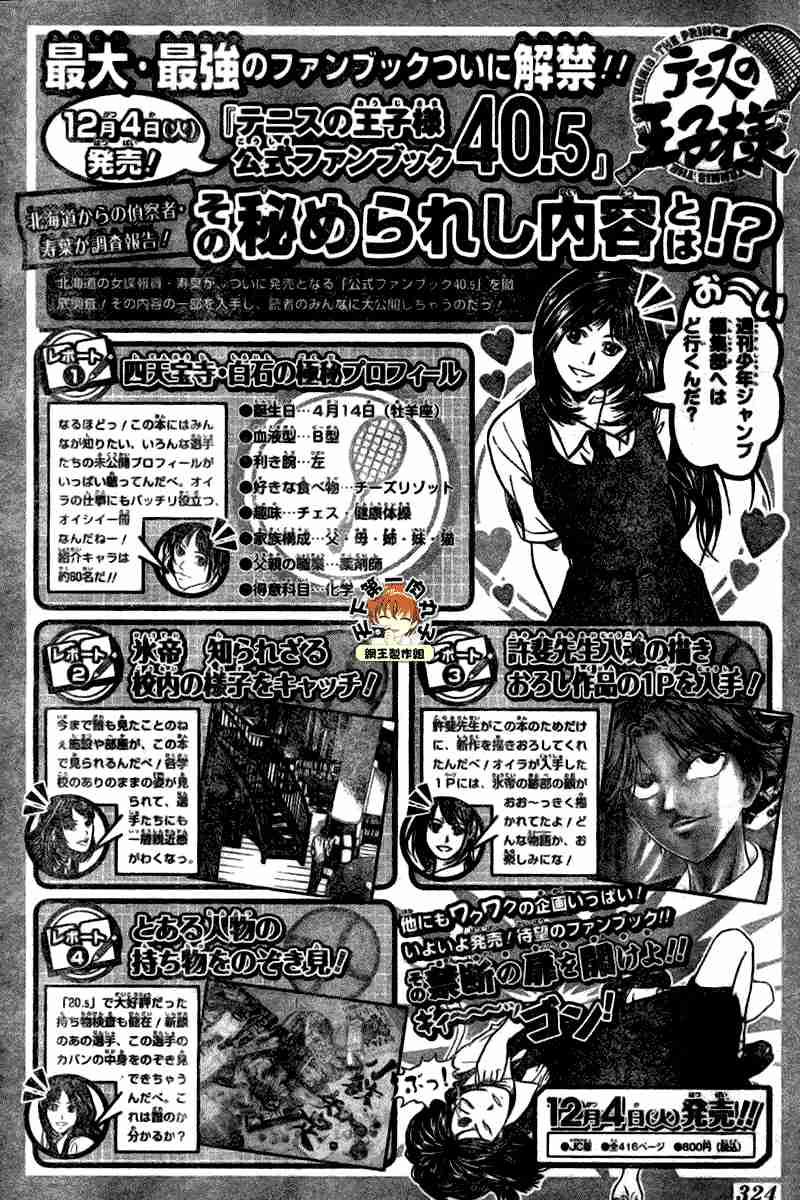 最大・最強のファンブックついに解禁!!
THE PRINCE
テニスの
王子様
12月4日(火)
発売!
『テニスの王子様
公式ファンブック40.5』
北海道からの偵察者・
寿葉が調査報告!
その秘められし内容とは!?
北海道の女諜報員・寿葉が、ついに発売となる「公式ファンブック40.5」を徹
底調査!その内容の一部を入手し、読者のみんなに大公開しちゃうのだっ!
お〜い
週刊少年ジャンプ
編集部へは
ど行くんだ?
レポート1
四天宝寺・白石の極秘プロフィール
なるほどっ!この本にはみん
なが知りたい、いろんな選手
たちの未公開プロフィールが
いっぱい載ってんだべ。オイ
ラの仕事にもバッチリ役立つ、
オイシイ一冊
なんだねー!
紹介キャラは
約80名だ!!
●誕生日…4月14日(牡羊座)
●血液型…B型
●利き腕…左
●好きな食べ物…チーズリゾット
●趣味…チェス・健康体操
●家族構成…父・母・姉・妹・猫
●父親の職業…薬剤師
●得意科目…化学
天下第一肉丸王
網王製作組
レポート2
氷帝 知られざる
校内の様子をキャッチ!
今まで誰も見たことのね
ぇ施設や部屋が、この本
で見られるんだべ!各学
校のありのままの姿が見
られて、選
手たちにも
一層親近感
がわくなっ。
レポート3
許斐先生入魂の描き
おろし作品の1Pを入手!
許斐先生がこの本のためだけ
に、新作を描きおろしてくれ
たんだべ!オイラが入手した
1Pには、氷帝の跡部の顔が
おお〜っきく描
かれてたよ!ど
んな物語か、お
楽しみにな!
レポート4
とある人物の
持ち物をのぞき見!
「20.5」で大好評だった
持ち物検査も健在!新顔
のあの選手、この選手の
カバンの中身をのぞき見
できちゃう
んだべ。こ
れは誰のか
分かるか?
他にもワクワクの企画いっぱい!
いよいよ発売!待望のファンブック!!
その禁断の扉を開けよ!!
ギィ〜〜
ゴン!
ぶっ!
12月4日(火)発売!!
●JC版 ●全416ページ ●800円(税込)
324